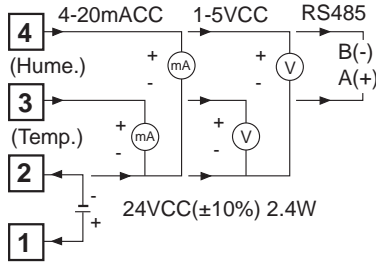 4-20mACC 1-5VCC RS485
4
(Hume.)
+ mA - + V - B(-)
A(+)
3
(Temp.)
+ mA - + V -
2
- +
24VCC(±10%) 2.4W
1